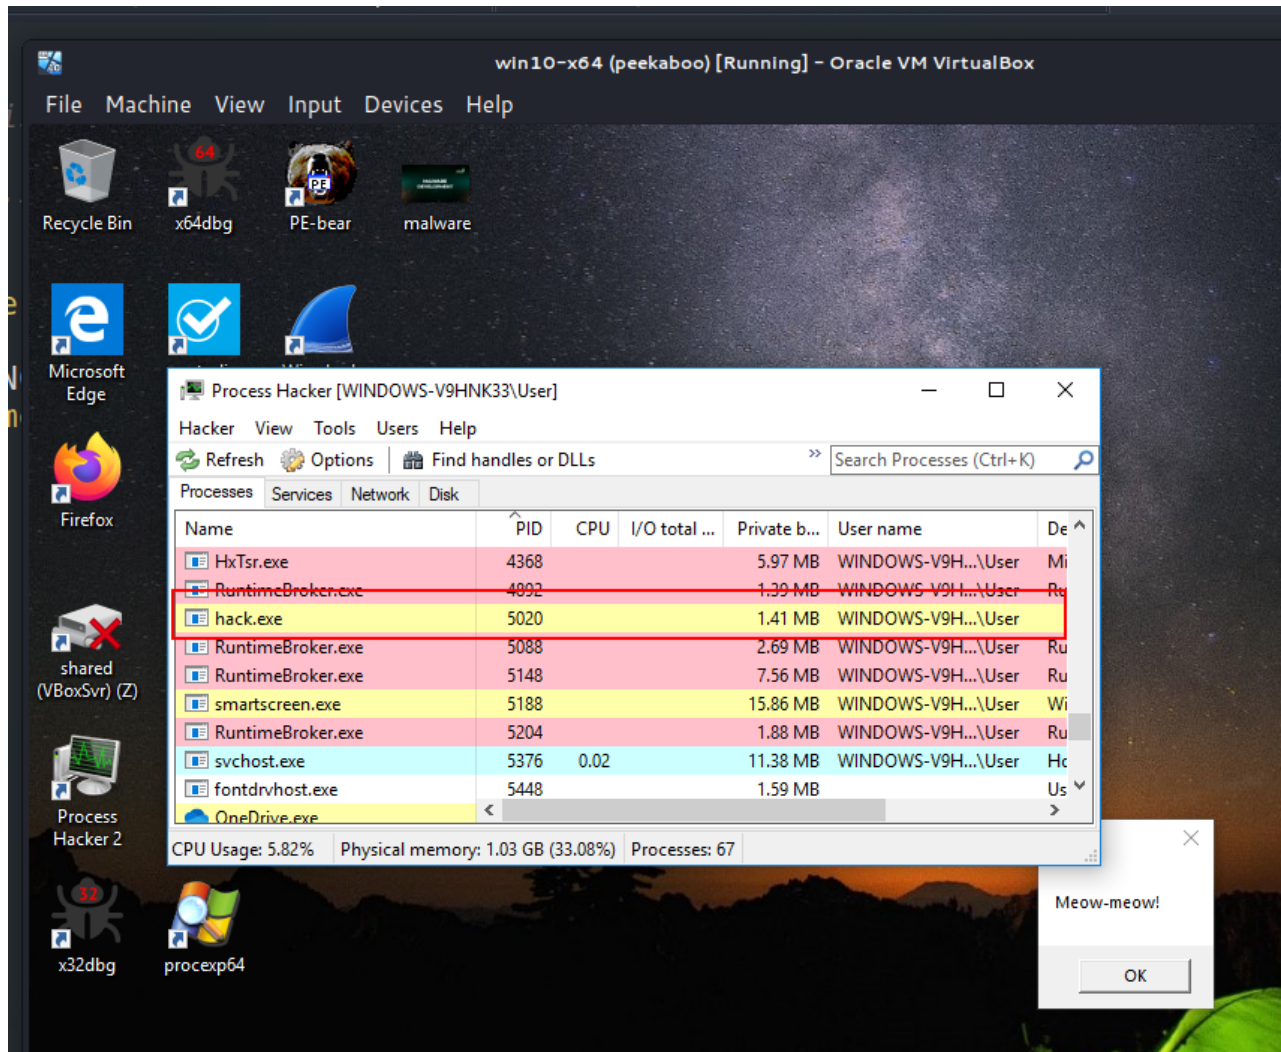 win10-x64 (peekaboo) [Running] - Oracle VM VirtualBox
File Machine View Input Devices Help
64
PE
Recycle Bin x64dbg PE-bear malware
Microsoft Edge
Process Hacker [WINDOWS-V9HNK33\User]
Hacker View Tools Users Help
Refresh Options Find handles or DLLs » Search Processes (Ctrl+K)
Processes Services Network Disk
Name PID CPU I/O total ... Private b... User name De
HxTsr.exe 4368 5.97 MB WINDOWS-V9H...\User Mi
RuntimeBroker.exe 4892 1.39 MB WINDOWS-V9H...\User Ru
hack.exe 5020 1.41 MB WINDOWS-V9H...\User
RuntimeBroker.exe 5088 2.69 MB WINDOWS-V9H...\User Ru
RuntimeBroker.exe 5148 7.56 MB WINDOWS-V9H...\User Ru
smartscreen.exe 5188 15.86 MB WINDOWS-V9H...\User Wi
RuntimeBroker.exe 5204 1.88 MB WINDOWS-V9H...\User Ru
svchost.exe 5376 0.02 11.38 MB WINDOWS-V9H...\User Ho
fontdrvhost.exe 5448 1.59 MB Us
OneDrive.exe
CPU Usage: 5.82% Physical memory: 1.03 GB (33.08%) Processes: 67
Firefox
shared
(VBoxSvr) (Z)
Process
Hacker 2
32
x32dbg procexp64
Meow-meow!
OK